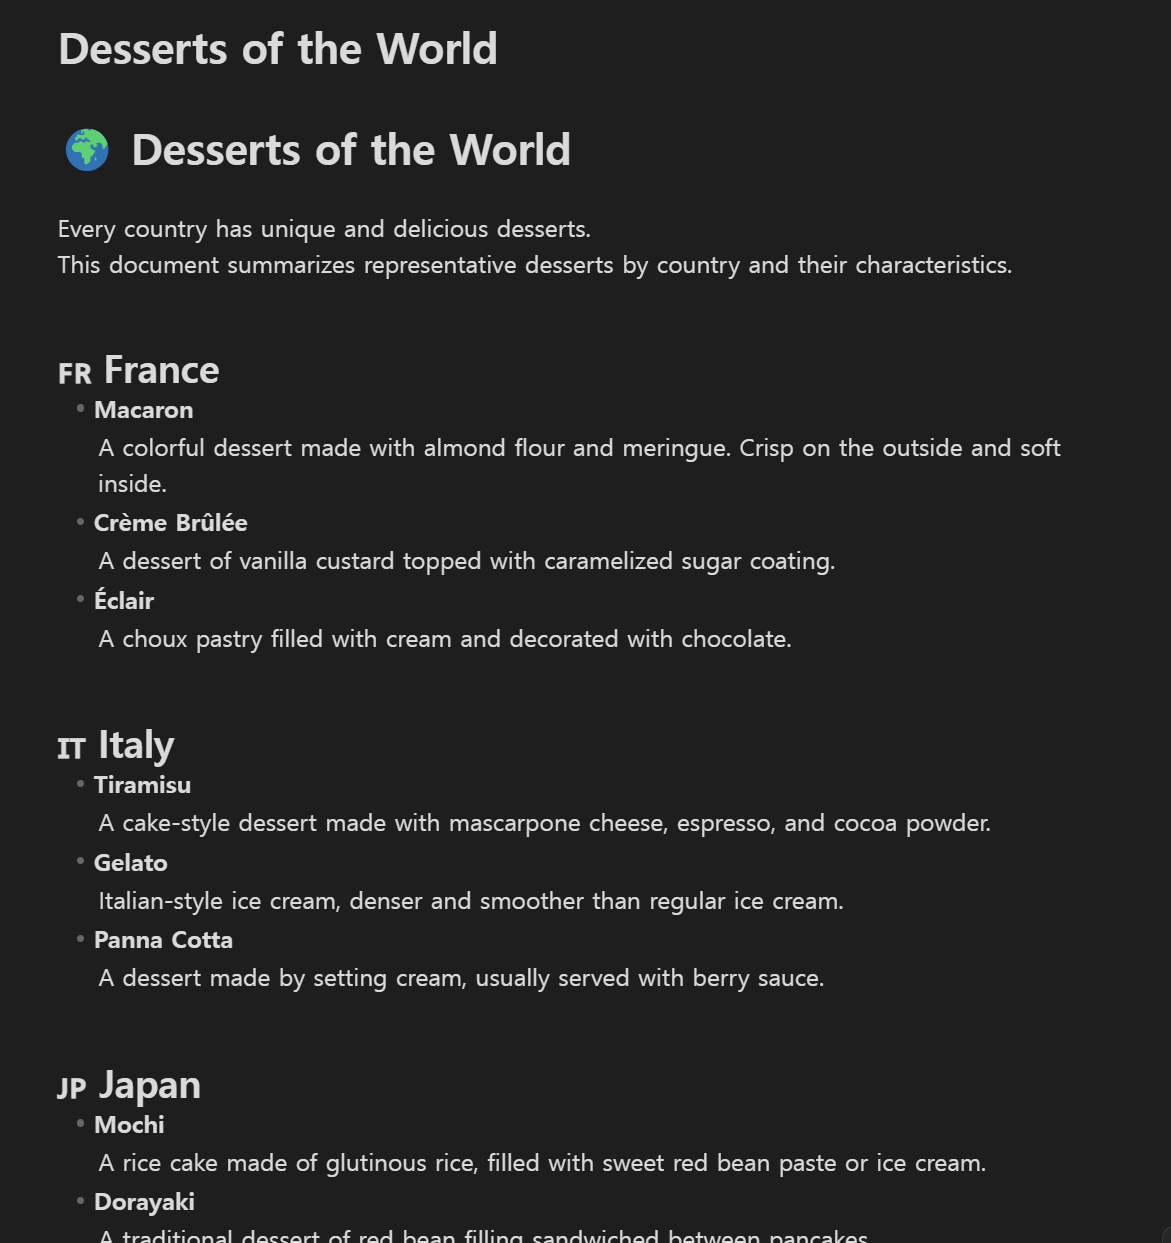 Desserts of the World
🌍 Desserts of the World
Every country has unique and delicious desserts.
This document summarizes representative desserts by country and their characteristics.
FR France
• Macaron
A colorful dessert made with almond flour and meringue. Crisp on the outside and soft
inside.
• Crème Brûlée
A dessert of vanilla custard topped with caramelized sugar coating.
• Éclair
A choux pastry filled with cream and decorated with chocolate.
IT Italy
• Tiramisu
A cake-style dessert made with mascarpone cheese, espresso, and cocoa powder.
• Gelato
Italian-style ice cream, denser and smoother than regular ice cream.
• Panna Cotta
A dessert made by setting cream, usually served with berry sauce.
JP Japan
• Mochi
A rice cake made of glutinous rice, filled with sweet red bean paste or ice cream.
• Dorayaki
A traditional dessert of red bean filling sandwiched between pancakes.